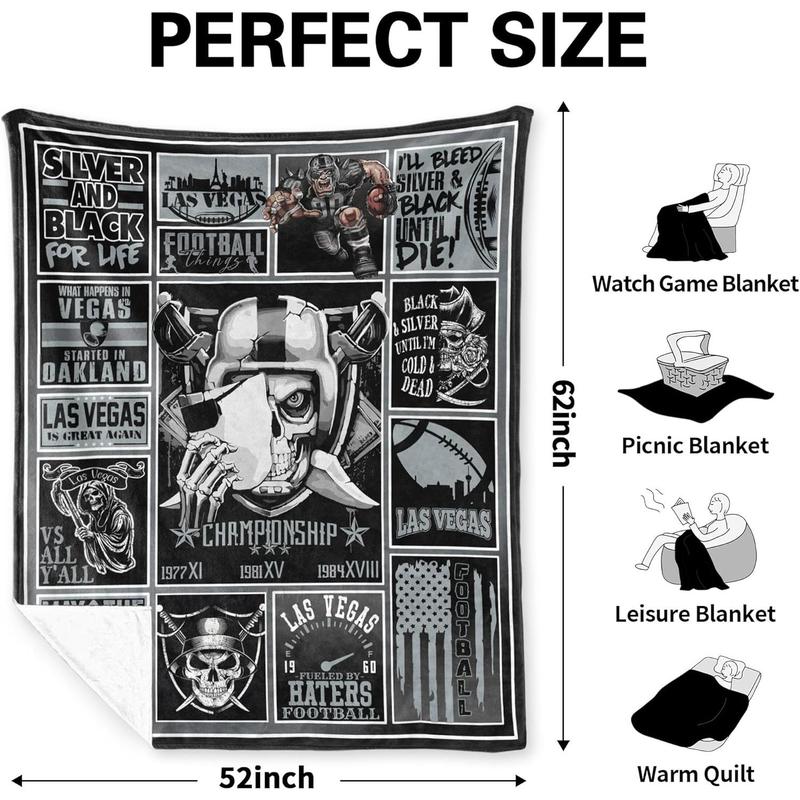 PERFECT SIZE
SILVER
AND
BLACK
FOR LIFE
LAS VEGAS
FOOTBALL
things
I'LL BLEED
SILVER &
BLACK
UNTIL I
DIE!
WHAT HAPPENS IN
VEGAS
STARTED IN
OAKLAND
LAS VEGAS
IS GREAT AGAIN
Las Vegas
VS
ALL
Y'ALL
CHAMPIONSHIP
1977 XI 1981 XV 1984 XVIII
BLACK
& SILVER
UNTIL I'M
COLD &
DEAD
LAS VEGAS
FOOTBALL
LAS VEGAS
E F
19 60
-FUELED BY-
HATERS
FOOTBALL
62inch
52inch
Watch Game Blanket
Picnic Blanket
Leisure Blanket
Warm Quilt